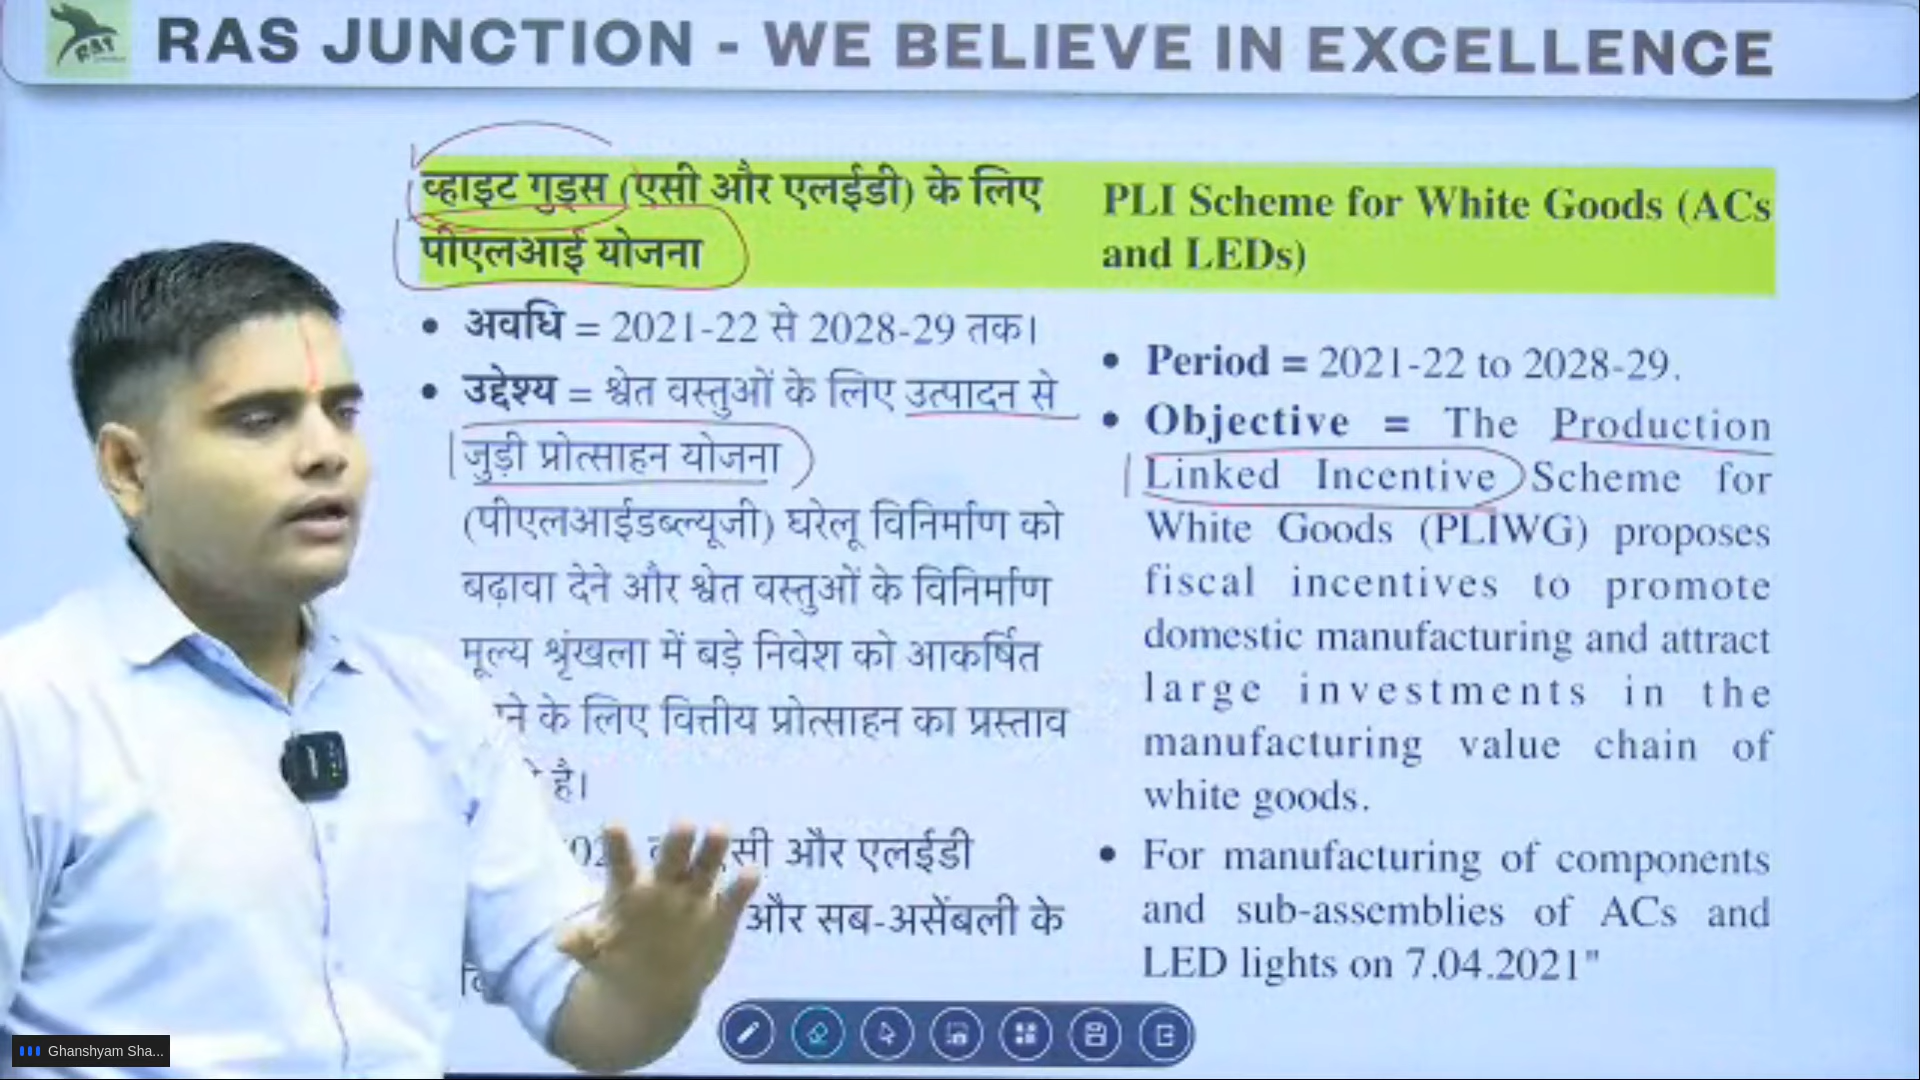 RAS JUNCTION - WE BELIEVE IN EXCELLENCE
व्हाइट गुड्स (एसी और एलईडी) के लिए
पीएलआई योजना
• अवधि = 2021-22 से 2028-29 तक।
• उद्देश्य = श्वेत वस्तुओं के लिए उत्पादन से
जुड़ी प्रोत्साहन योजना
(पीएलआईडब्ल्यूजी) घरेलू विनिर्माण को
बढ़ावा देने और श्वेत वस्तुओं के विनिर्माण
मूल्य श्रृंखला में बड़े निवेश को आकर्षित
के लिए वित्तीय प्रोत्साहन का प्रस्ताव
है।
और एलईडी
और सब-असेंबली के
PLI Scheme for White Goods (ACs
and LEDs)
• Period = 2021-22 to 2028-29.
• Objective = The Production
Linked Incentive Scheme for
White Goods (PLIWG) proposes
fiscal incentives to promote
domestic manufacturing and attract
large investments in the
manufacturing value chain of
white goods.
• For manufacturing of components
and sub-assemblies of ACs and
LED lights on 7.04.2021"
Ghanshyam Sha...